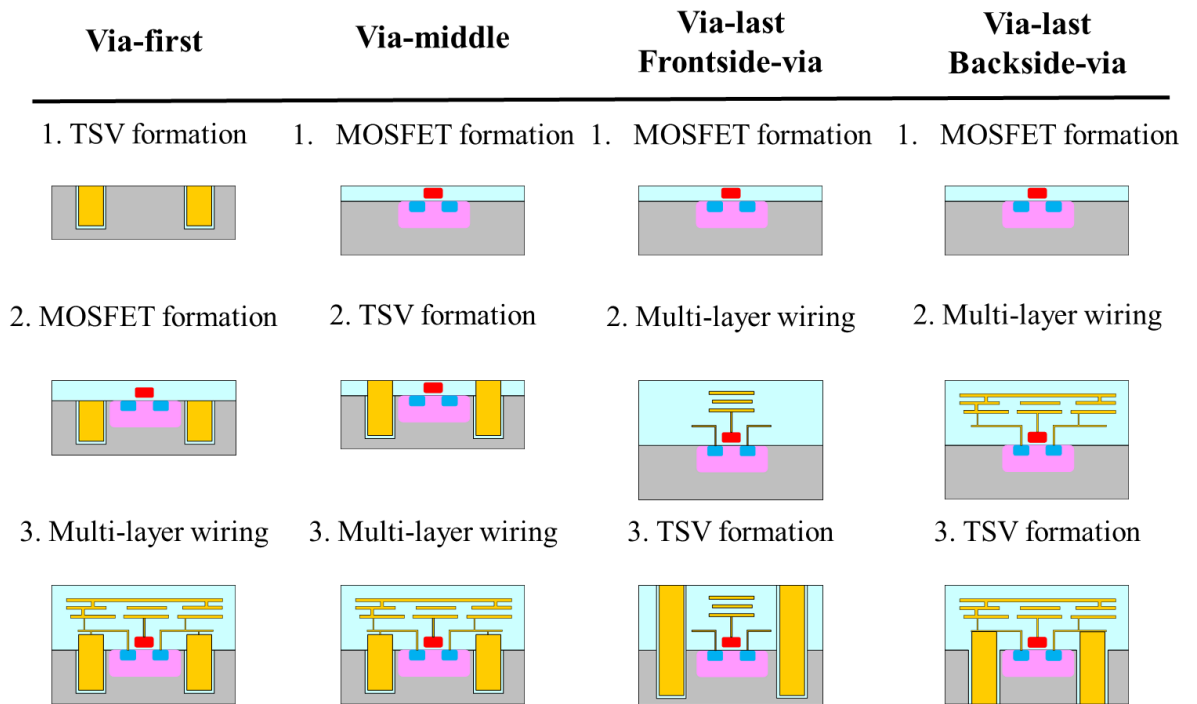 Via-first
Via-middle
Via-last
Frontside-via
Via-last
Backside-via
1. TSV formation
1. MOSFET formation
1. MOSFET formation
1. MOSFET formation
2. MOSFET formation
2. TSV formation
2. Multi-layer wiring
2. Multi-layer wiring
3. Multi-layer wiring
3. Multi-layer wiring
3. TSV formation
3. TSV formation